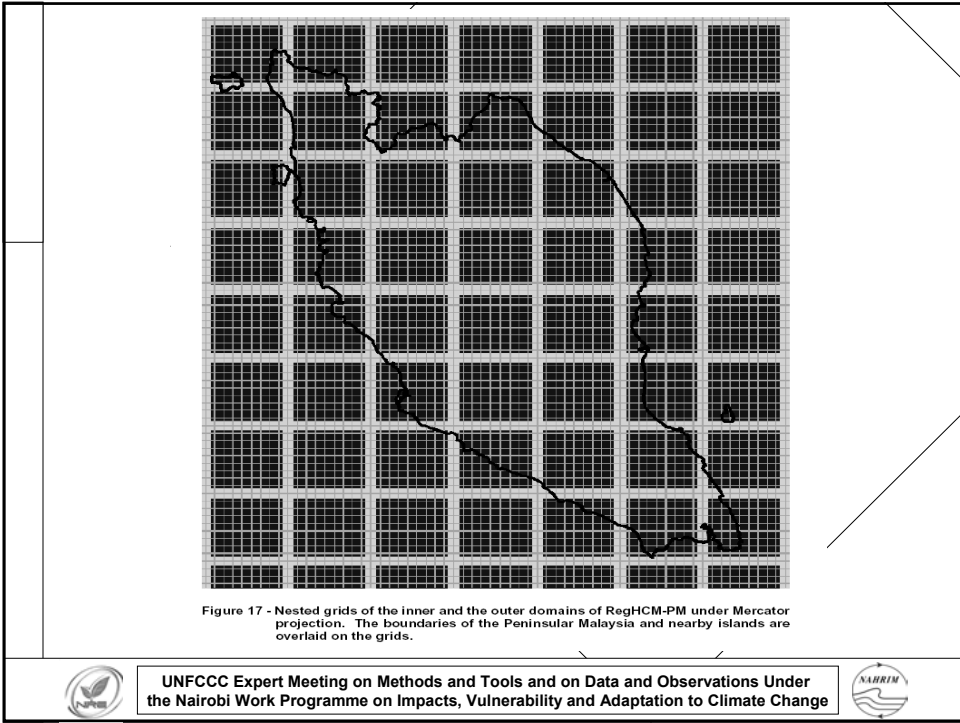 Figure 17 - Nested grids of the inner and the outer domains of RegHCM-PM under Mercator
projection. The boundaries of the Peninsular Malaysia and nearby islands are
overlaid on the grids.
NRE
UNFCCC Expert Meeting on Methods and Tools and on Data and Observations Under
the Nairobi Work Programme on Impacts, Vulnerability and Adaptation to Climate Change
NAHRIM